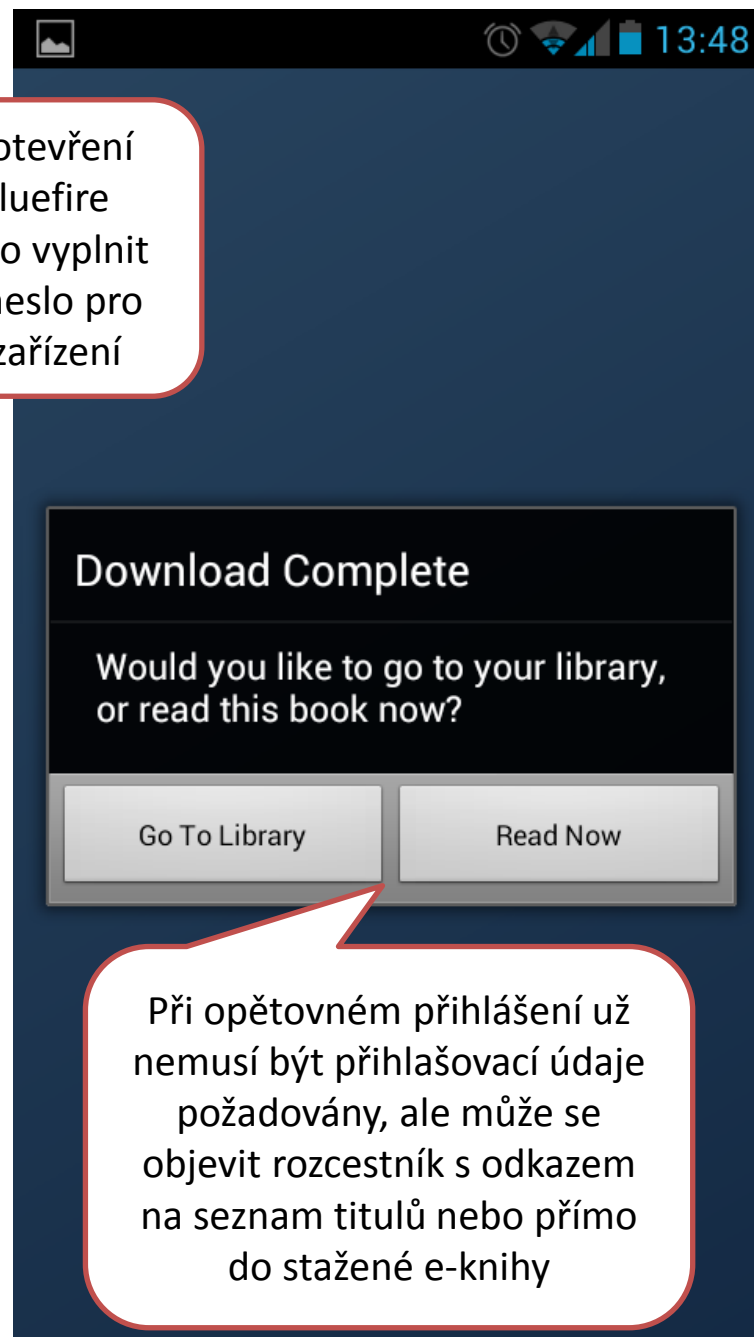 13:48
otevření
luefire
o vyplnit
eslo pro
zařízení
Download Complete
Would you like to go to your library,
or read this book now?
Go To Library
Read Now
Při opětovném přihlášení už
nemusí být přihlašovací údaje
požadovány, ale může se
objevit rozcestník s odkazem
na seznam titulů nebo přímo
do stažené e-knihy